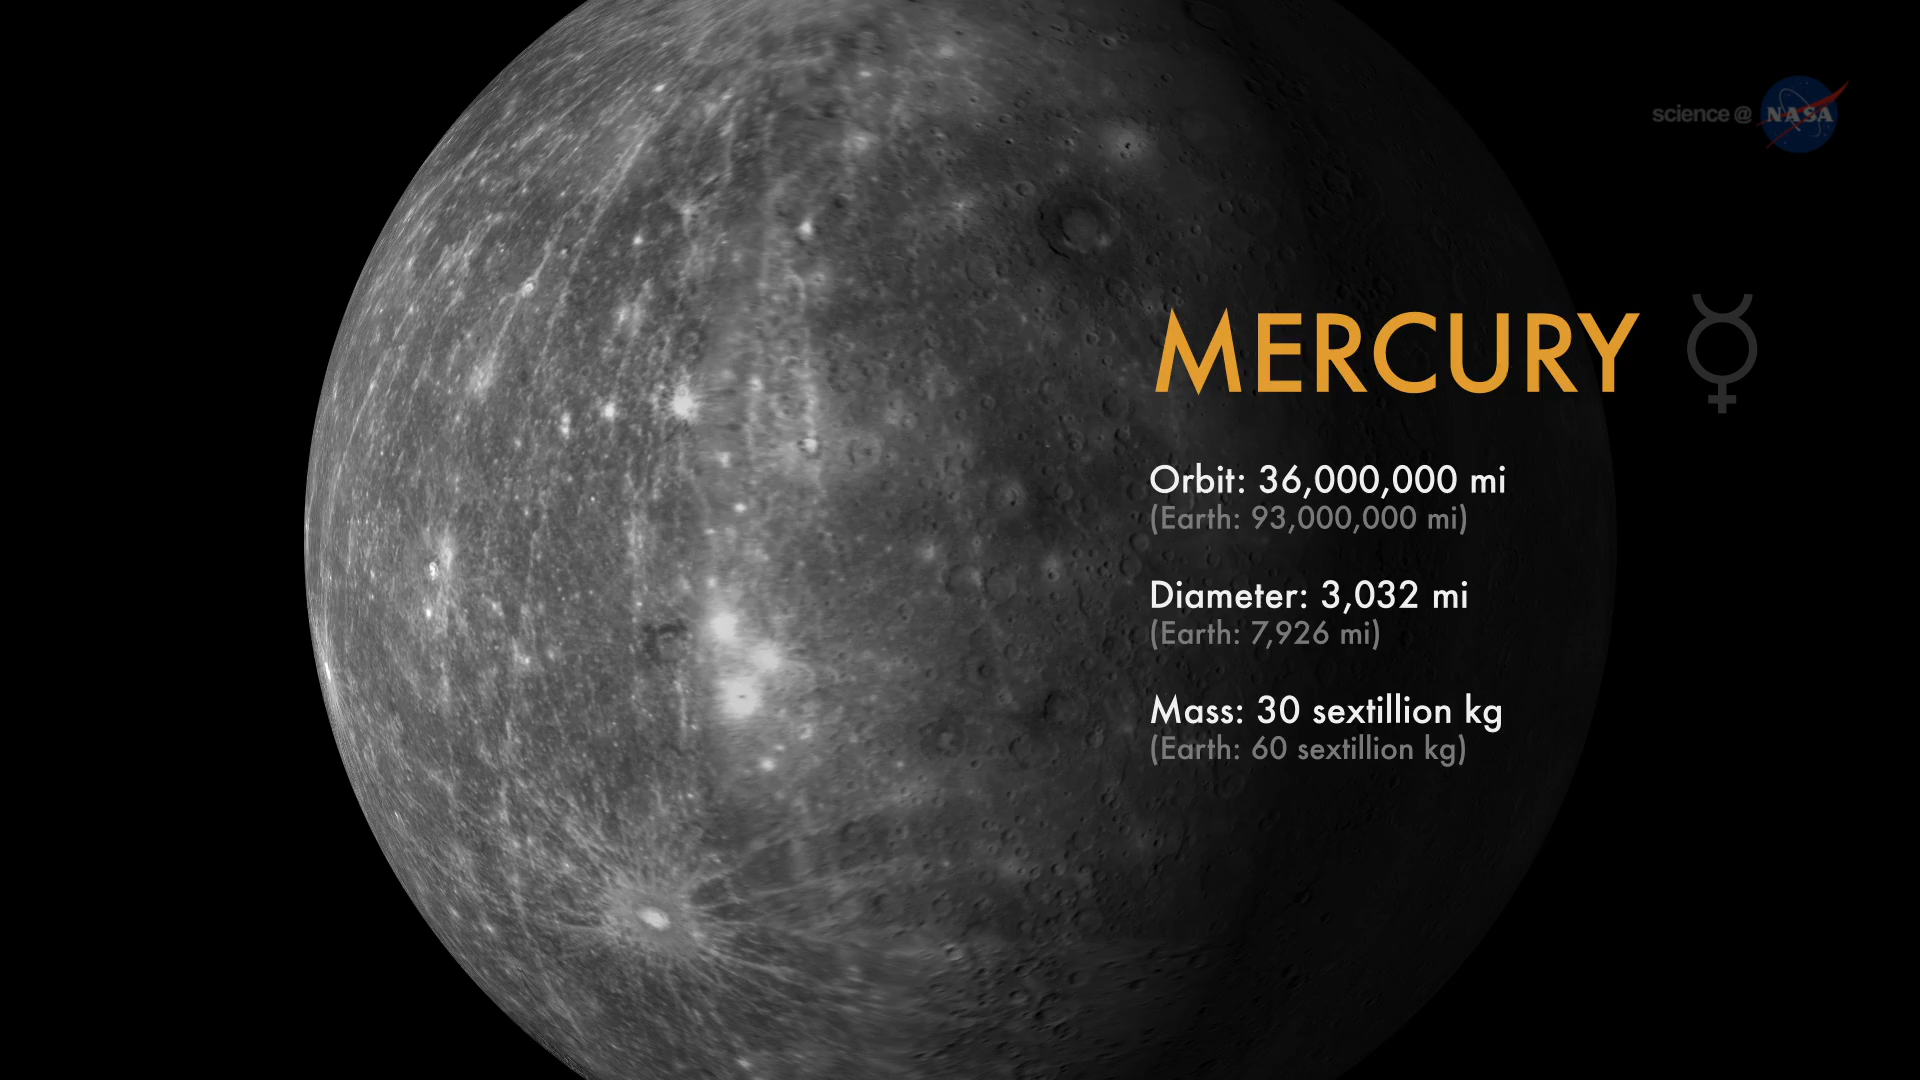 science @ NASA
MERCURY
Orbit: 36,000,000 mi
(Earth: 93,000,000 mi)
Diameter: 3,032 mi
(Earth: 7,926 mi)
Mass: 30 sextillion kg
(Earth: 60 sextillion kg)